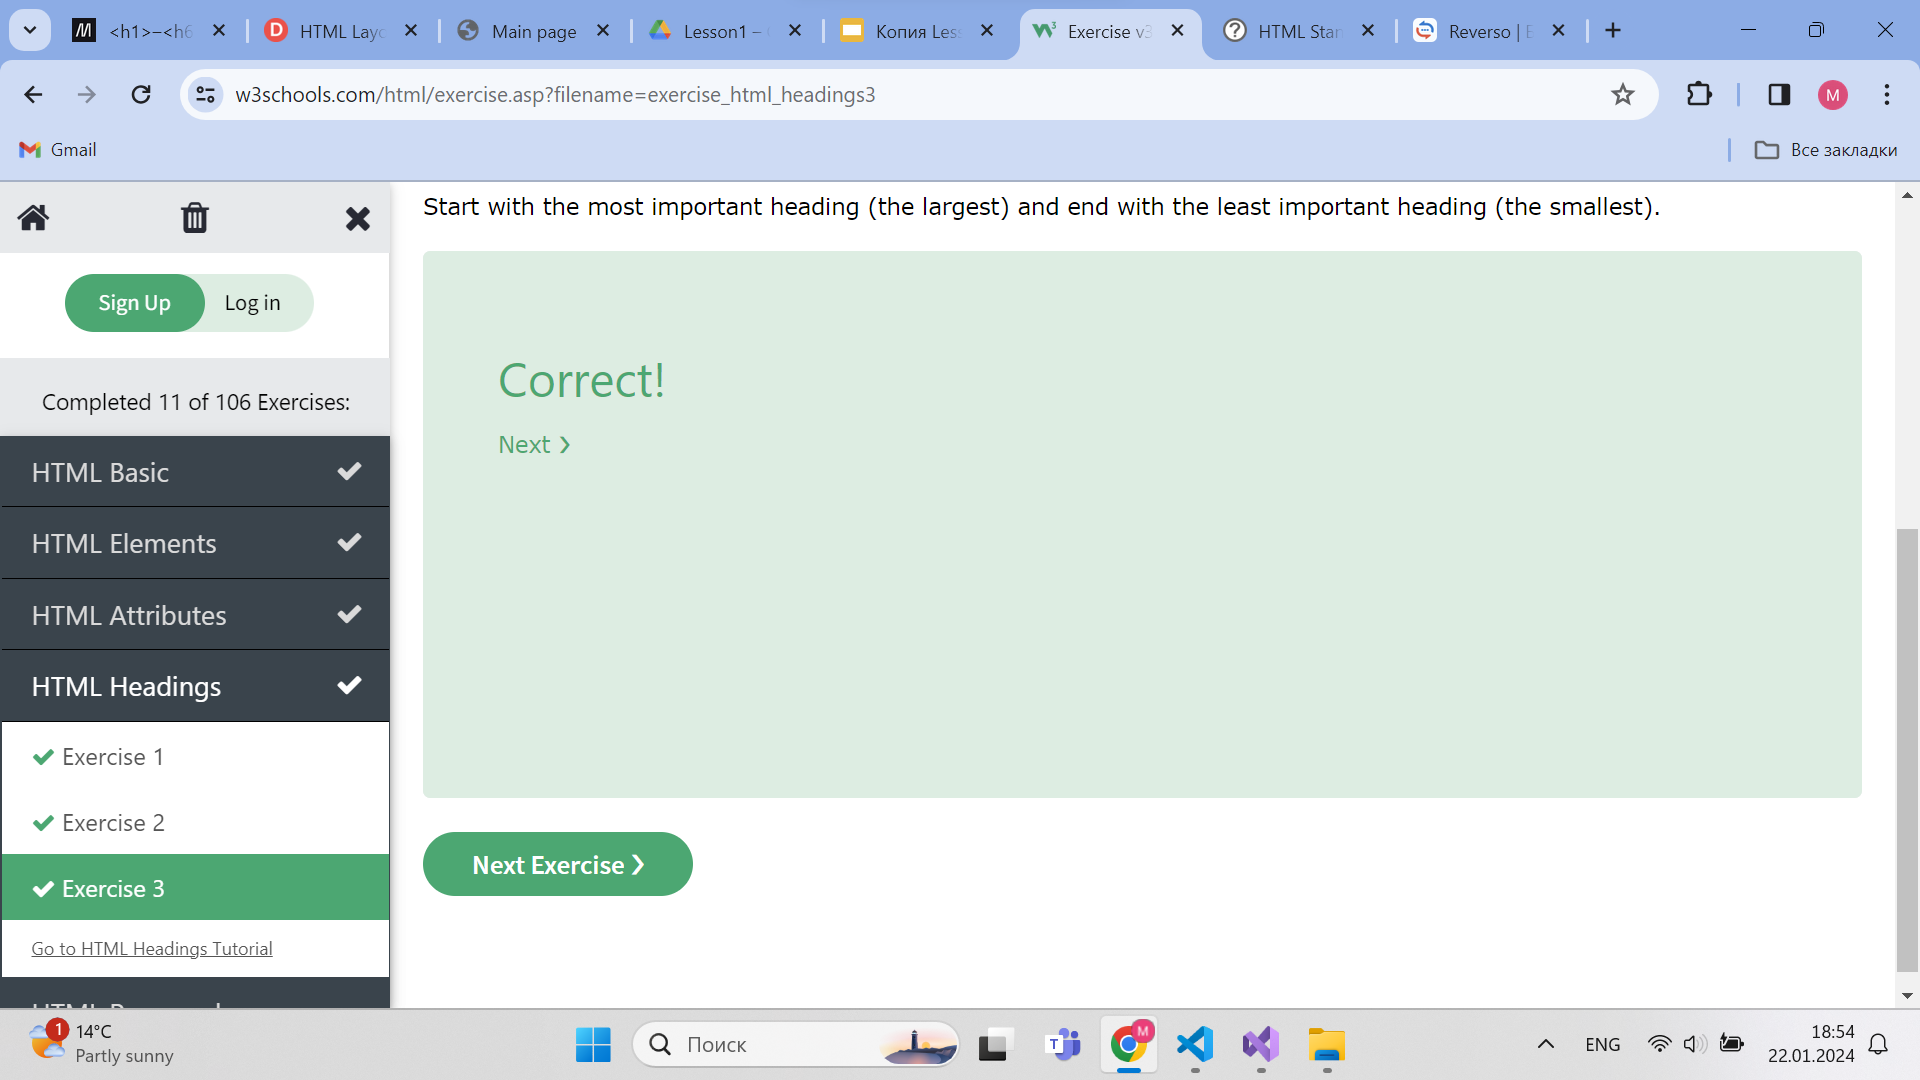 <h1>–<h6
HTML Layo
Main page
Lesson1 –
Копия Less
Exercise v3
HTML Star
Reverso | E
w3schools.com/html/exercise.asp?filename=exercise_html_headings3
M
Gmail
Все закладки
Sign Up
Log in
Completed 11 of 106 Exercises:
HTML Basic
HTML Elements
HTML Attributes
HTML Headings
Exercise 1
Exercise 2
Exercise 3
Go to HTML Headings Tutorial
Start with the most important heading (the largest) and end with the least important heading (the smallest).
Correct!
Next ❯
Next Exercise ❯
1
14°C
Partly sunny
Поиск
M
ENG
18:54
22.01.2024